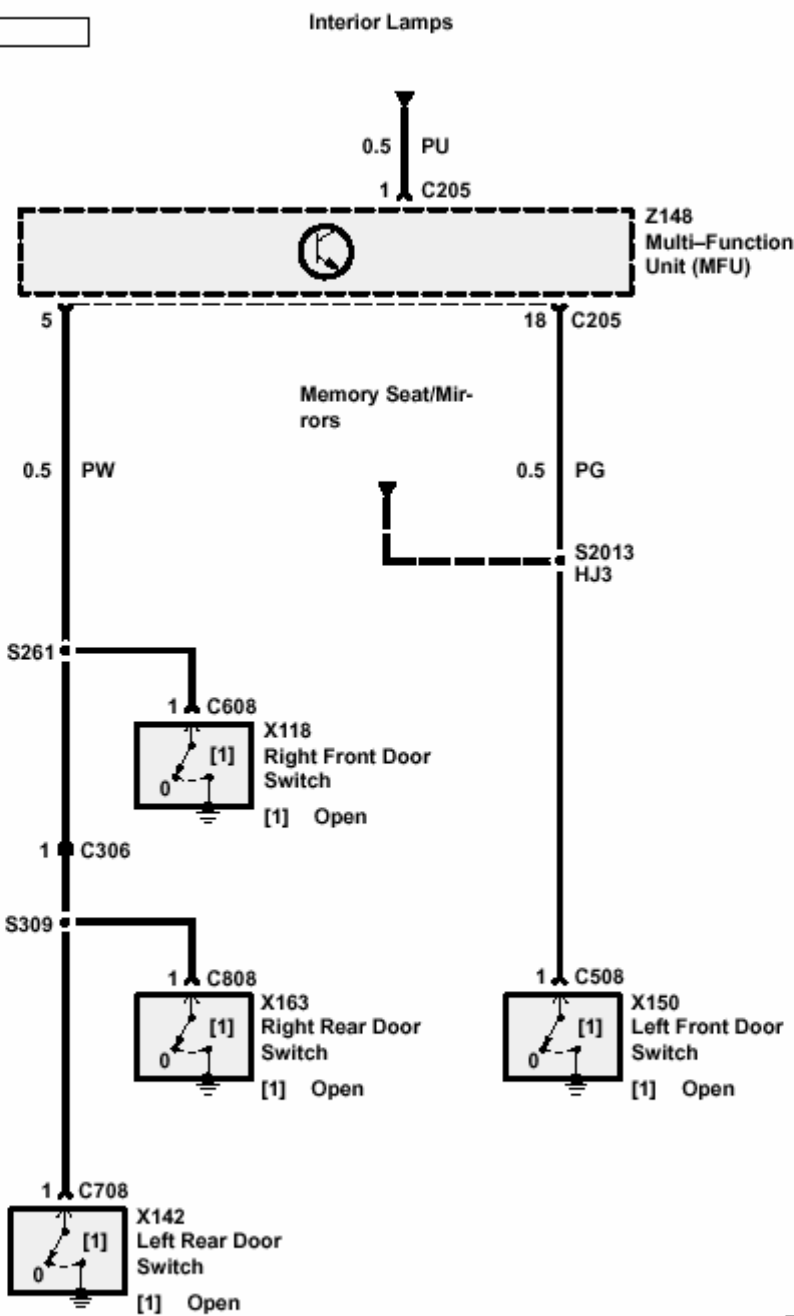 Interior Lamps
0.5 PU
1 C205
Z148
Multi–Function
Unit (MFU)
5
18 C205
Memory Seat/Mir-
rors
0.5 PW
0.5 PG
S2013
HJ3
S261
1 C608
X118
[1] Right Front Door
0 Switch
[1] Open
1 C306
S309
1 C808
X163
[1] Right Rear Door
0 Switch
[1] Open
1 C508
X150
[1] Left Front Door
0 Switch
[1] Open
1 C708
X142
[1] Left Rear Door
0 Switch
[1] Open